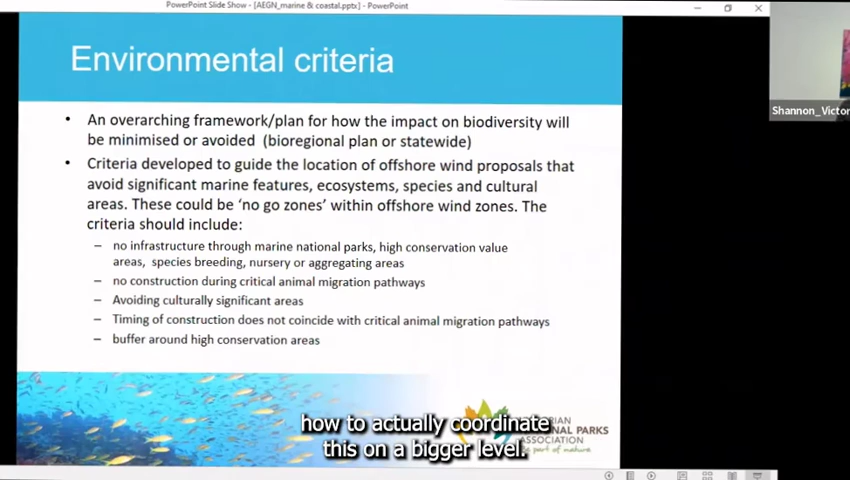 PowerPoint Slide Show - [AEGN_marine & coastal.pptx] - PowerPoint
Environmental criteria
Shannon_Victor
• An overarching framework/plan for how the impact on biodiversity will
be minimised or avoided (bioregional plan or statewide)
• Criteria developed to guide the location of offshore wind proposals that
avoid significant marine features, ecosystems, species and cultural
areas. These could be ‘no go zones’ within offshore wind zones. The
criteria should include:
– no infrastructure through marine national parks, high conservation value
areas, species breeding, nursery or aggregating areas
– no construction during critical animal migration pathways
– Avoiding culturally significant areas
– Timing of construction does not coincide with critical animal migration pathways
– buffer around high conservation areas
how to actually coordinate
this on a bigger level.
RIAN
NAL PARKS
ASSOCIATION
part of nature